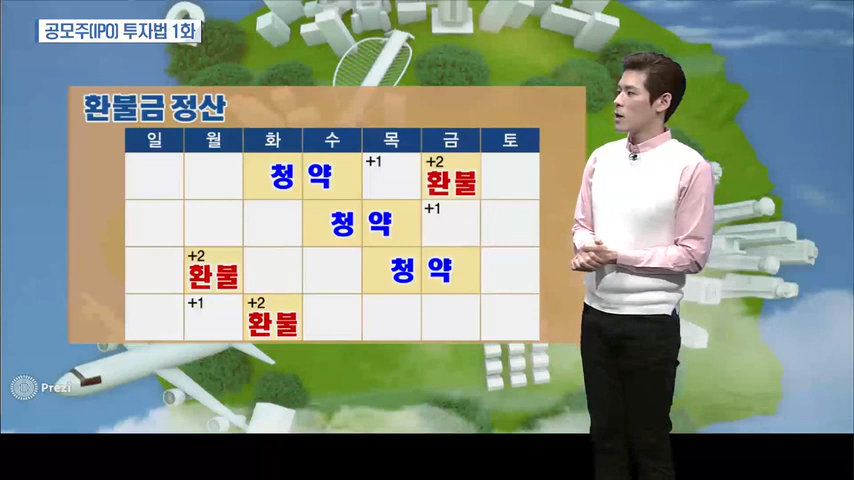 공모주(IPO) 투자법 1화
환불금 정산
일 월 화 수 목 금 토
청약 +1 +2 환불
청약 +1
+2 환불 청약
+1 +2 환불
Prezi